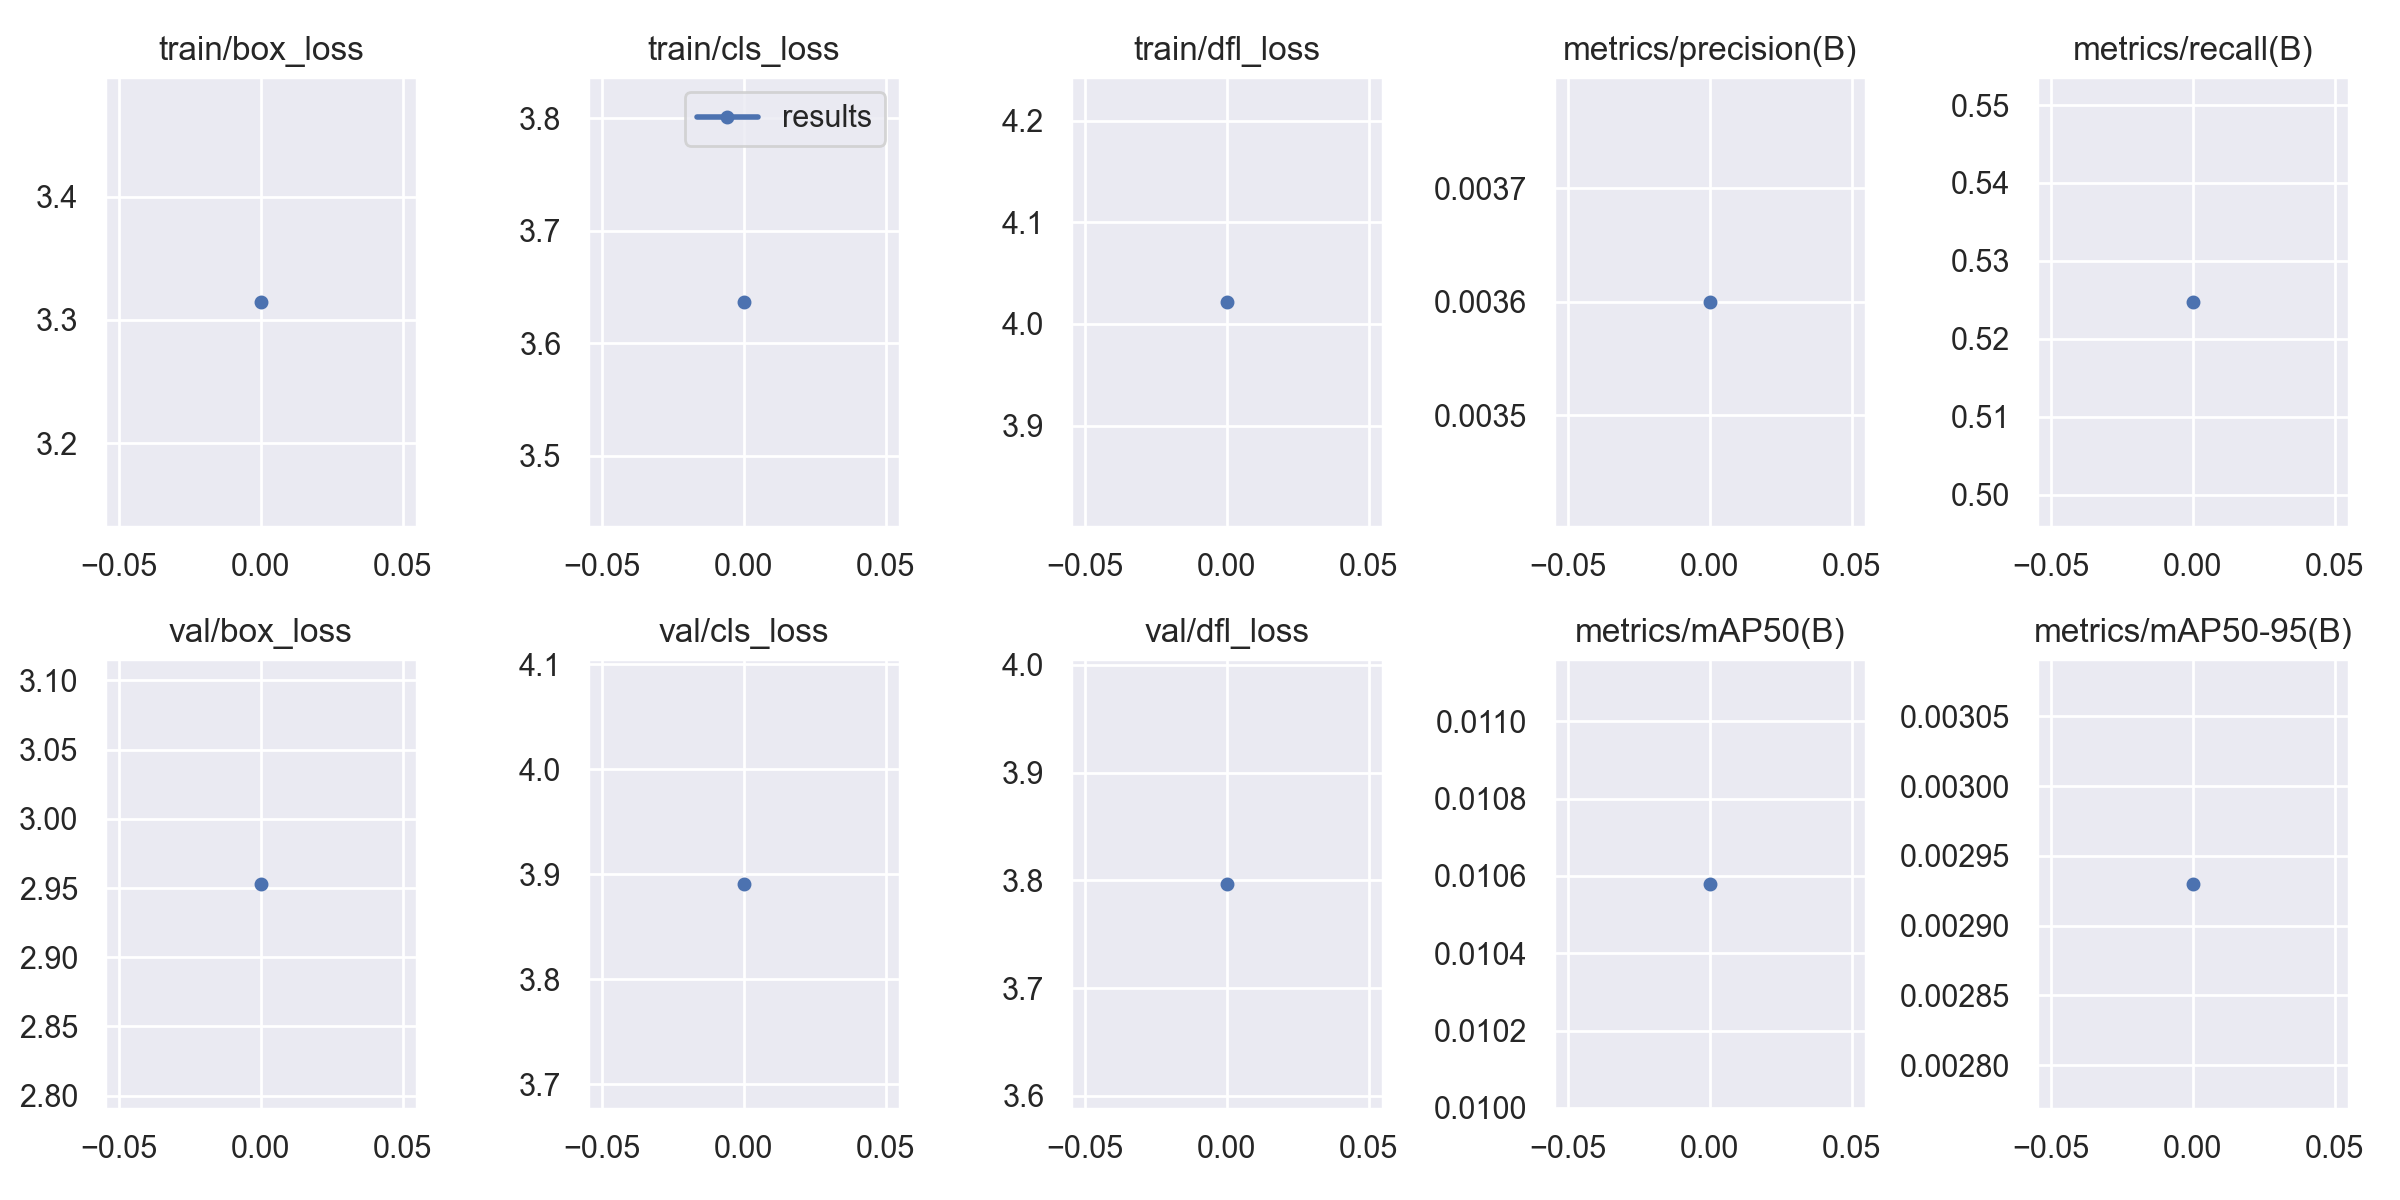 train/box_loss
3.4
3.3
3.2
−0.05 0.00 0.05
train/cls_loss
results
3.8
3.7
3.6
3.5
−0.05 0.00 0.05
train/dfl_loss
4.2
4.1
4.0
3.9
−0.05 0.00 0.05
metrics/precision(B)
0.0037
0.0036
0.0035
−0.05 0.00 0.05
metrics/recall(B)
0.55
0.54
0.53
0.52
0.51
0.50
−0.05 0.00 0.05
val/box_loss
3.10
3.05
3.00
2.95
2.90
2.85
2.80
−0.05 0.00 0.05
val/cls_loss
4.1
4.0
3.9
3.8
3.7
−0.05 0.00 0.05
val/dfl_loss
4.0
3.9
3.8
3.7
3.6
−0.05 0.00 0.05
metrics/mAP50(B)
0.0110
0.0108
0.0106
0.0104
0.0102
0.0100
−0.05 0.00 0.05
metrics/mAP50-95(B)
0.00305
0.00300
0.00295
0.00290
0.00285
0.00280
−0.05 0.00 0.05